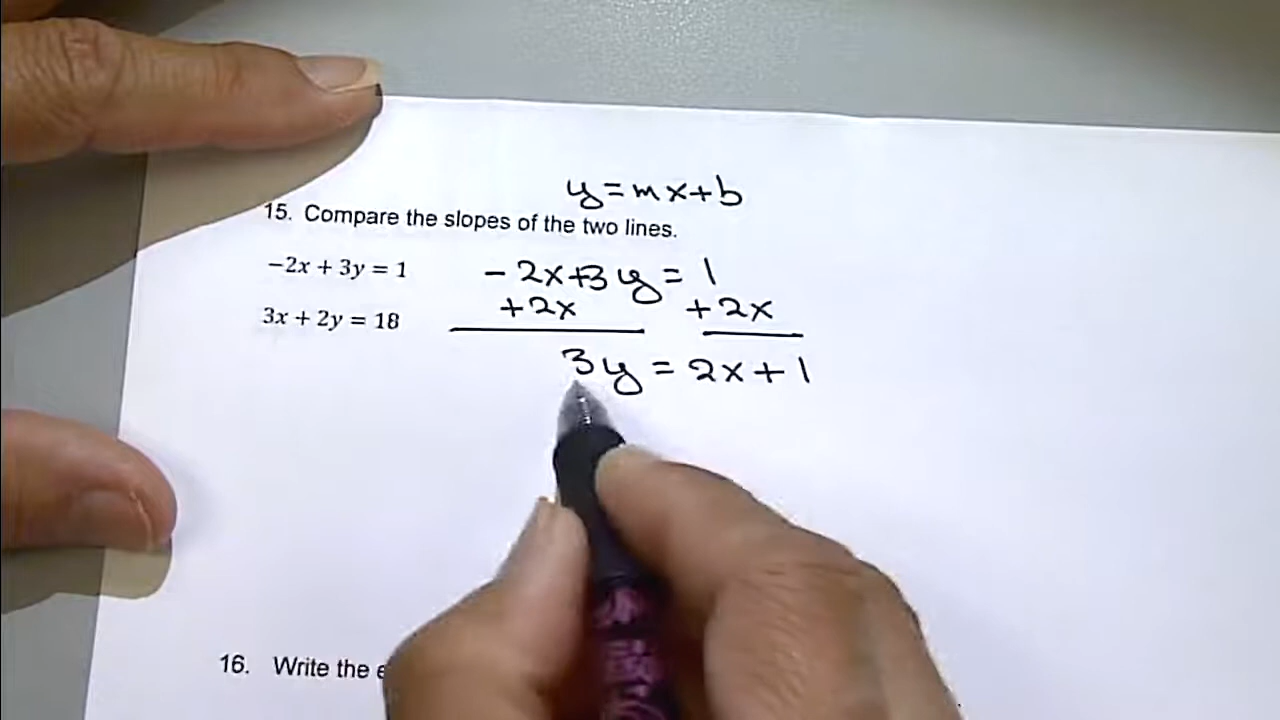 y = mx + b
15. Compare the slopes of the two lines.
−2x + 3y = 1
3x + 2y = 18
- 2x + 3y = 1
+ 2x + 2x
3y = 2x + 1
16. Write the